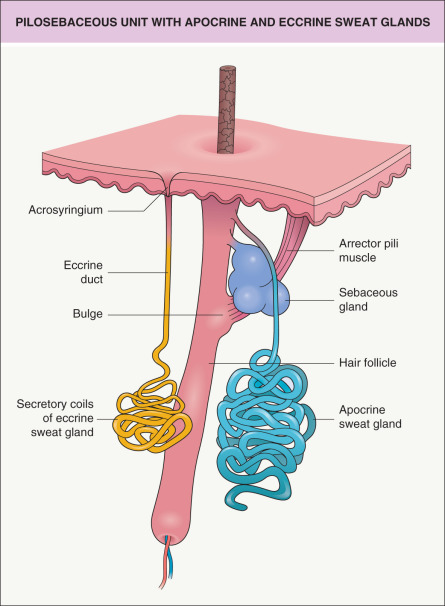 PILOSEBACEOUS UNIT WITH APOCRINE AND ECCRINE SWEAT GLANDS
Acrosyringium
Eccrine
duct
Bulge
Secretory coils
of eccrine
sweat gland
Arrector pili
muscle
Sebaceous
gland
Hair follicle
Apocrine
sweat gland